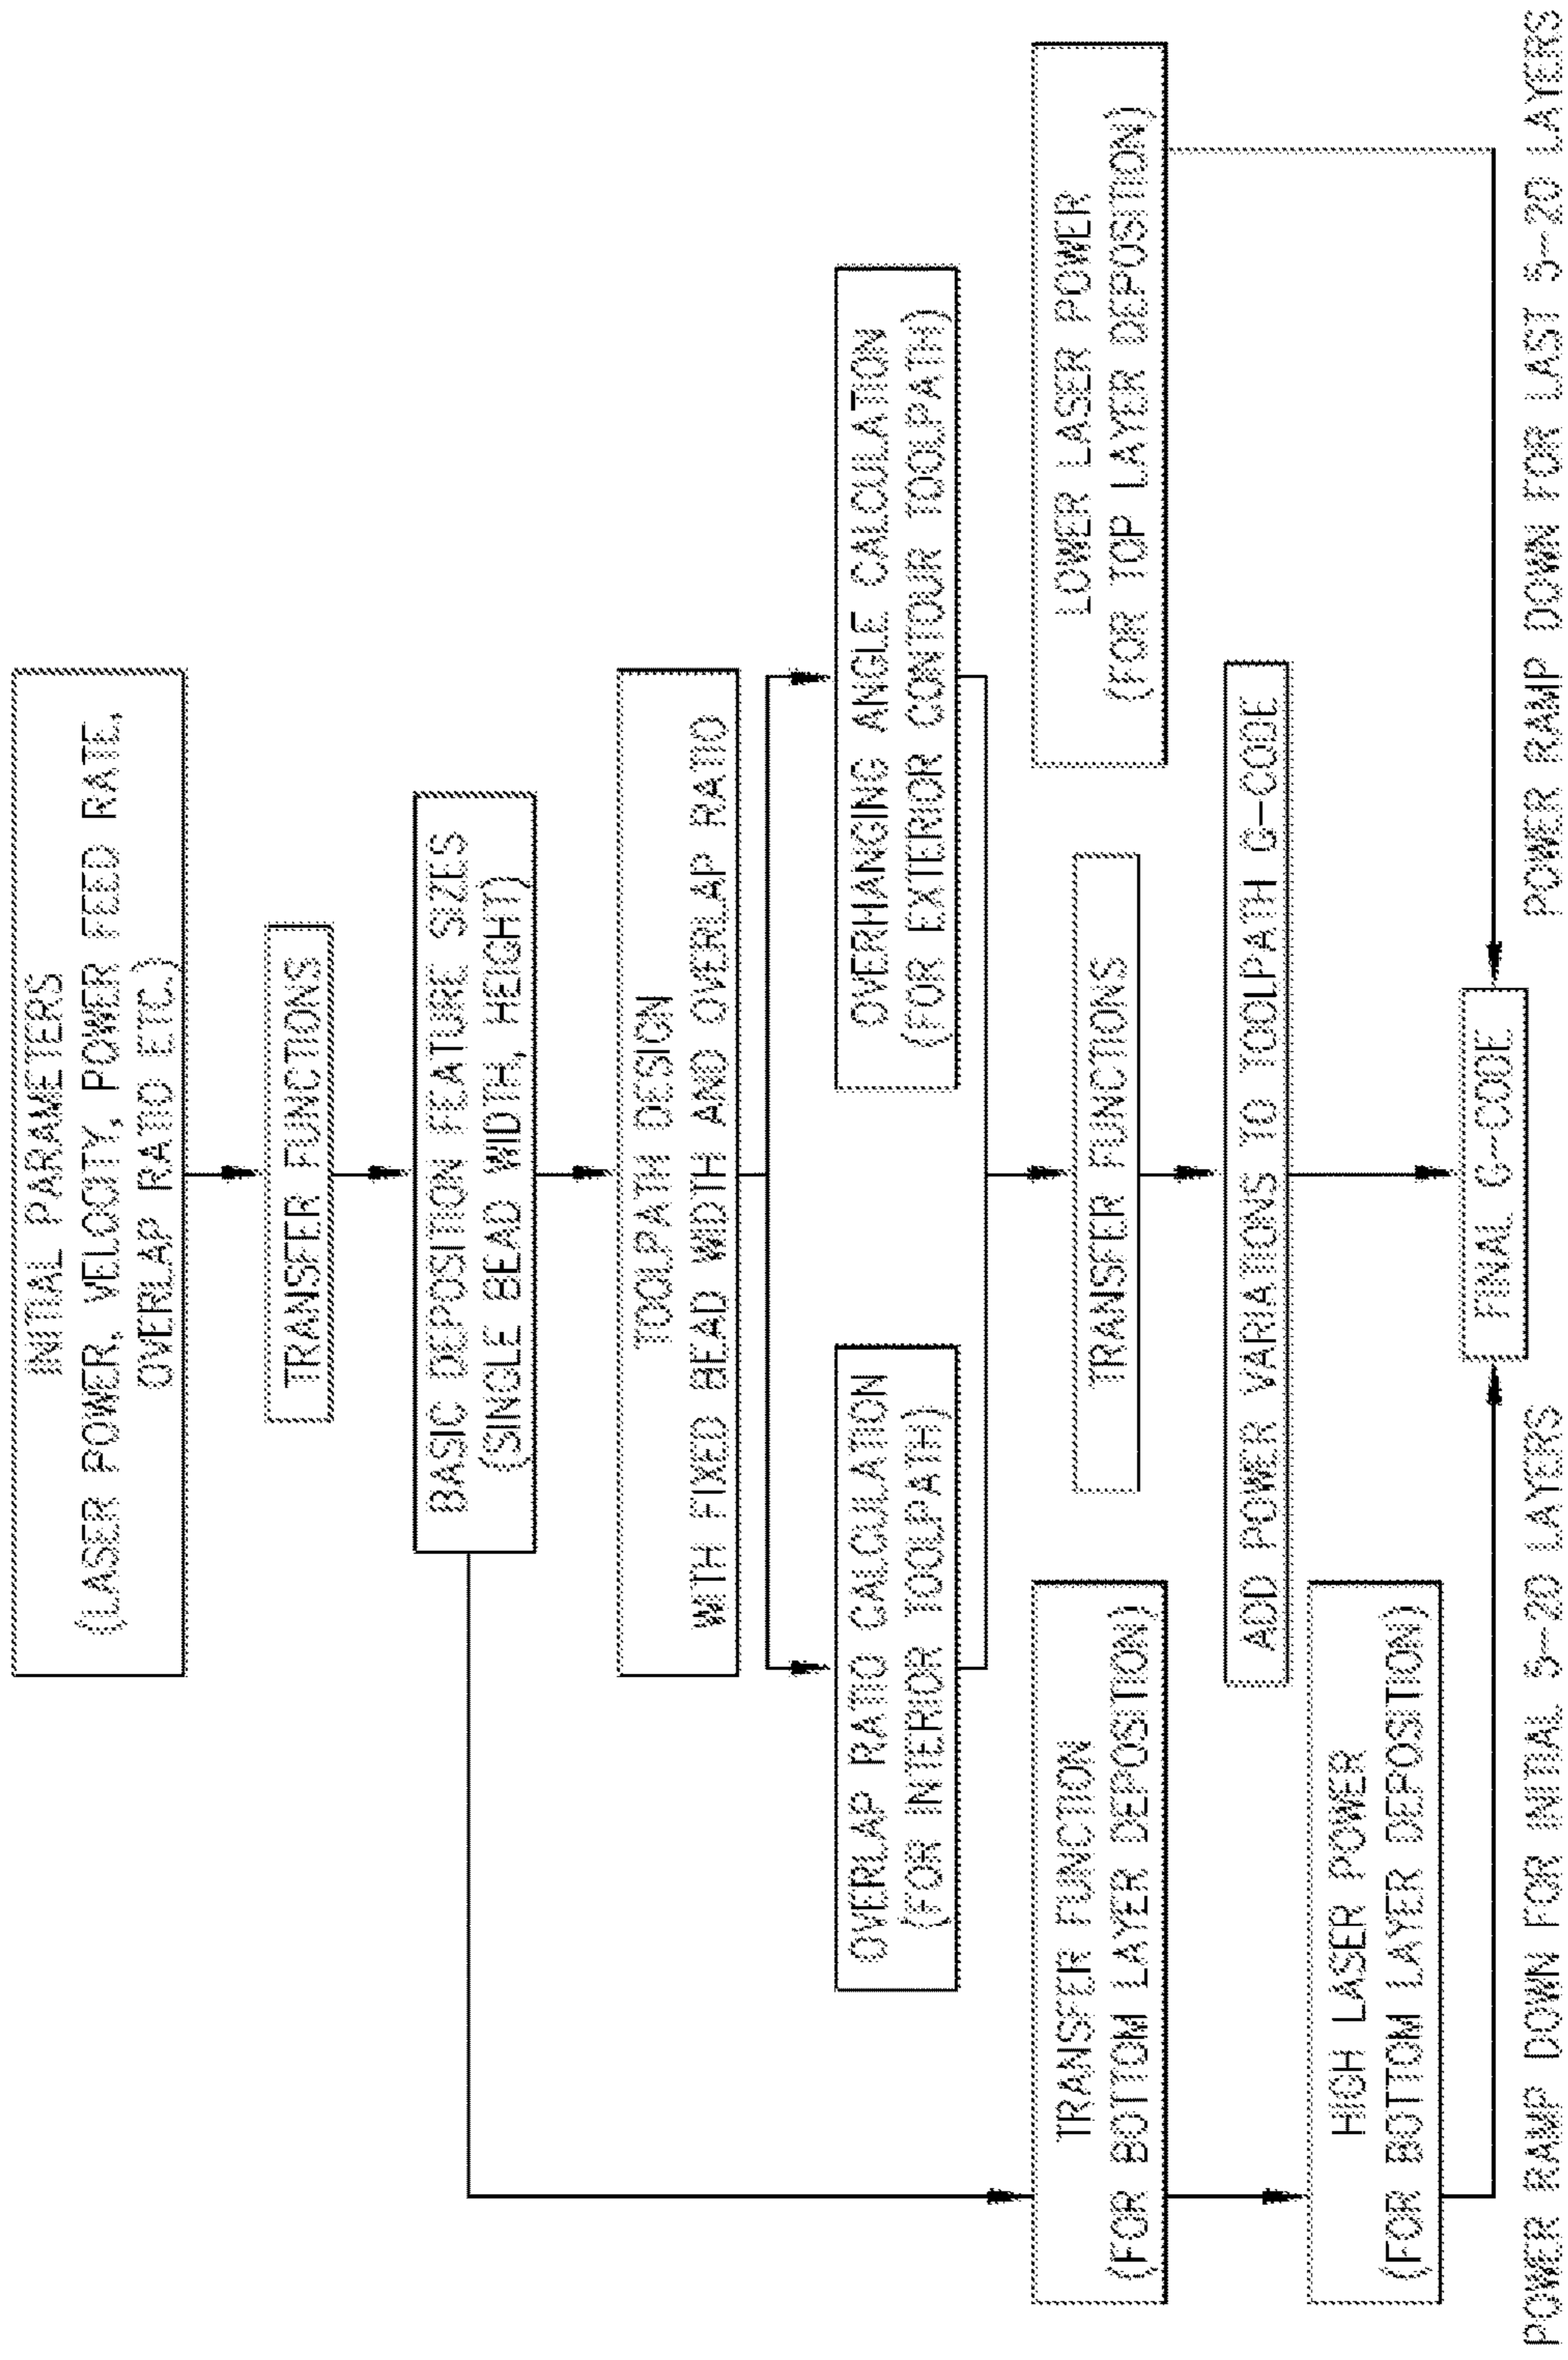 INITIAL PARAMETERS
(LASER POWER, VELOCITY, POWER FEED RATE,
OVERLAP RATIO ETC.)
TRANSFER FUNCTIONS
BASIC DEPOSITION FEATURE SIZES
(SINGLE BEAD WIDTH, HEIGHT)
TOOLPATH DESIGN
WITH FIXED BEAD WIDTH AND OVERLAP RATIO
OVERLAP RATIO CALCULATION
(FOR INTERIOR TOOLPATH)
OVERHANGING ANGLE CALCULATION
(FOR EXTERIOR CONTOUR TOOLPATH)
TRANSFER FUNCTION
(FOR BOTTOM LAYER DEPOSITION)
TRANSFER FUNCTIONS
LOWER LASER POWER
(FOR TOP LAYER DEPOSITION)
ADD POWER VARIATIONS TO TOOLPATH G-CODE
HIGH LASER POWER
(FOR BOTTOM LAYER DEPOSITION)
FINAL G-CODE
POWER RAMP DOWN FOR INITIAL 5-20 LAYERS
POWER RAMP DOWN FOR LAST 5-20 LAYERS